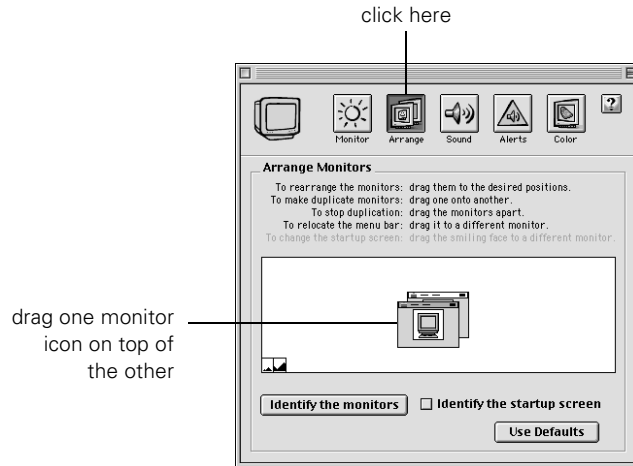 click here
?
Monitor Arrange Sound Alerts Color
Arrange Monitors
To rearrange the monitors: drag them to the desired positions.
To make duplicate monitors: drag one onto another.
To stop duplication: drag the monitors apart.
To relocate the menu bar: drag it to a different monitor.
To change the startup screen: drag the smiling face to a different monitor.
drag one monitor
icon on top of
the other
Identify the monitors
Identify the startup screen
Use Defaults